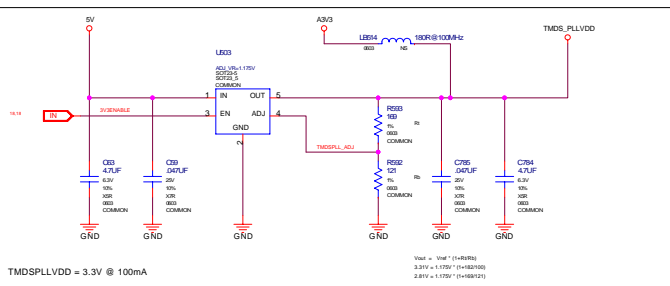 5V
A3V3
TMDS_PLLVDD
LB514
180R@100MHz
0603
NS
U503
ADJ_VR=1.175V
SOT23-5
SOT23_5
COMMON
1
IN
OUT
5
3
EN
ADJ
4
GND
2
IN
3V3ENABLE
TMDSPLL_ADJ
R593
169
1%
0603
COMMON
Rt
R592
121
1%
0603
COMMON
Rb
C63
4.7UF
6.3V
10%
X5R
0603
COMMON
C59
.047UF
25V
10%
X7R
0603
COMMON
C785
.047UF
25V
10%
X7R
0603
COMMON
C784
4.7UF
6.3V
10%
X5R
0603
COMMON
GND
GND
GND
GND
GND
GND
TMDSPLLVDD = 3.3V @ 100mA
Vout = Vref * (1+Rt/Rb)
3.31V = 1.175V * (1+182/100)
2.81V = 1.175V * (1+169/121)